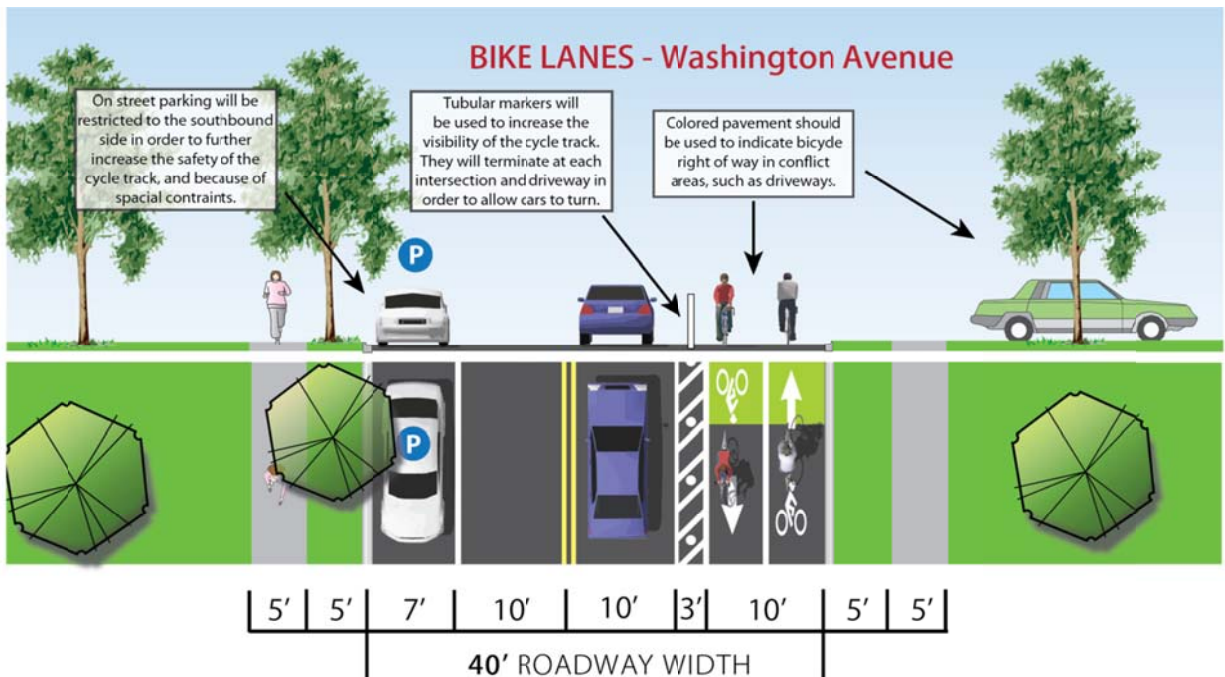 BIKE LANES - Washington Avenue
On street parking will be
restricted to the southbound
side in order to further
increase the safety of the
cycle track, and because of
spacial contraints.
Tubular markers will
be used to increase the
visibility of the cycle track.
They will terminate at each
intersection and driveway in
order to allow cars to turn.
Colored pavement should
be used to indicate bicycle
right of way in conflict
areas, such as driveways.
P
P
5' 5' 7' 10' 10' 3' 10' 5' 5'
40' ROADWAY WIDTH